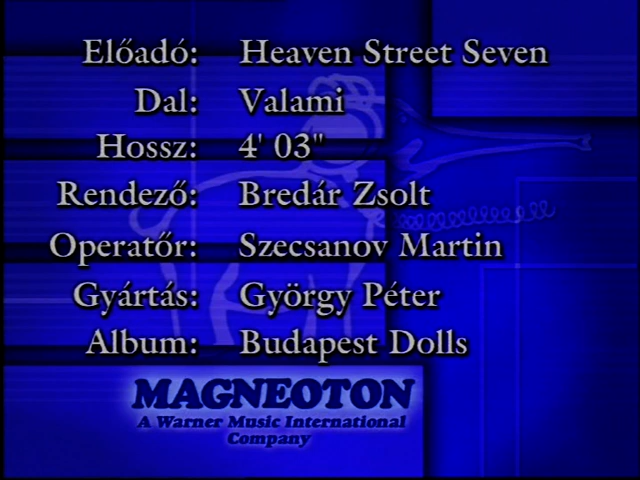 Előadó: Heaven Street Seven
Dal: Valami
Hossz: 4' 03"
Rendező: Bredár Zsolt
Operatőr: Szecsanov Martin
Gyártás: György Péter
Album: Budapest Dolls
MAGNEOTON
A Warner Music International
Company